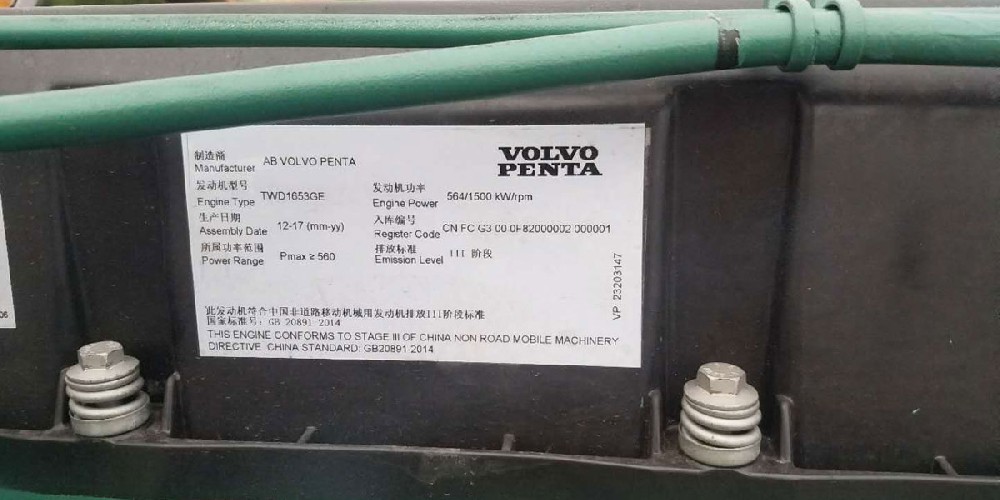 制造商
Manufacturer AB VOLVO PENTA
VOLVO
PENTA
发动机型号
Engine Type TWD1653GE
发动机功率
Engine Power 564/1500 kW/rpm
生产日期
Assembly Date 12-17 (mm-yy)
入库编号
Register Code CN FC G3 00 0F82000002 000001
所属功率范围
Power Range Pmax ≥ 560
排放标准
Emission Level III 阶段
VP 23203147
此发动机符合中国非道路移动机械用发动机排放III阶段标准
国家标准号: GB 20891-2014
THIS ENGINE CONFORMS TO STAGE III OF CHINA NON ROAD MOBILE MACHINERY
DIRECTIVE, CHINA STANDARD: GB20891-2014
06